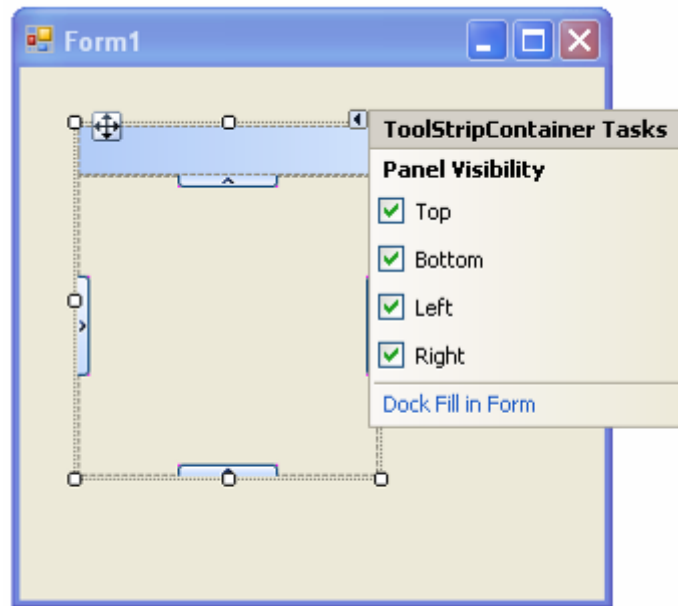 Form1
ToolStripContainer Tasks
Panel Visibility
Top
Bottom
Left
Right
Dock Fill in Form